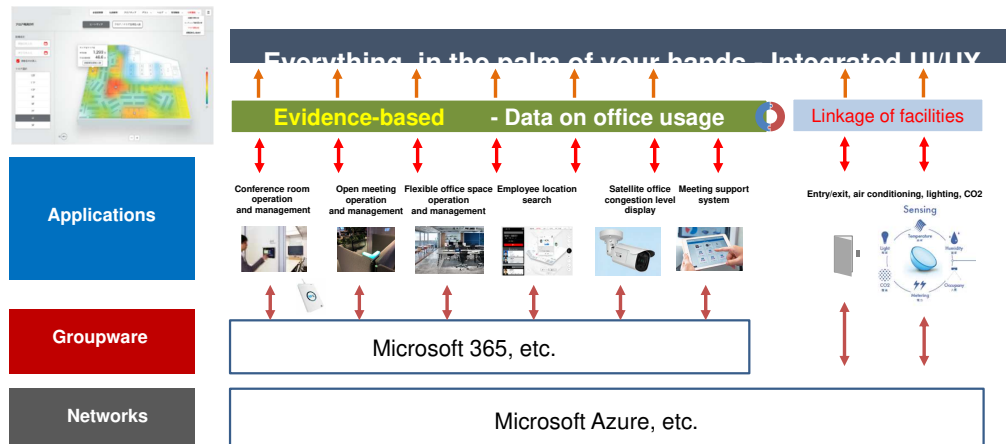 Everything in the palm of your hands - Integrated UI/UX
Evidence-based - Data on office usage
Linkage of facilities
Applications
Conference room
operation
and management
Open meeting
operation
and management
Flexible office space
operation
and management
Employee location
search
Satellite office
congestion level
display
Meeting support
system
Entry/exit, air conditioning, lighting, CO2
Sensing
Temperature
Light
Humidity
CO2
Occupancy
Metering
Groupware
Microsoft 365, etc.
Networks
Microsoft Azure, etc.